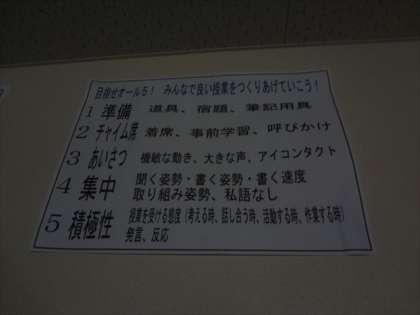 目指せオール5! みんなで良い授業をつくりあげていこう!
1 準備 道具、宿題、筆記用具
2 チャイム席 着席、事前学習、呼びかけ
3 あいさつ 機敏な動き、大きな声、アイコンタクト
4 集中 聞く姿勢・書く姿勢・書く速度
取り組み姿勢、私語なし
5 積極性 授業を受ける態度(考える時、話し合う時、活動する時、作業する時)
発言、反応